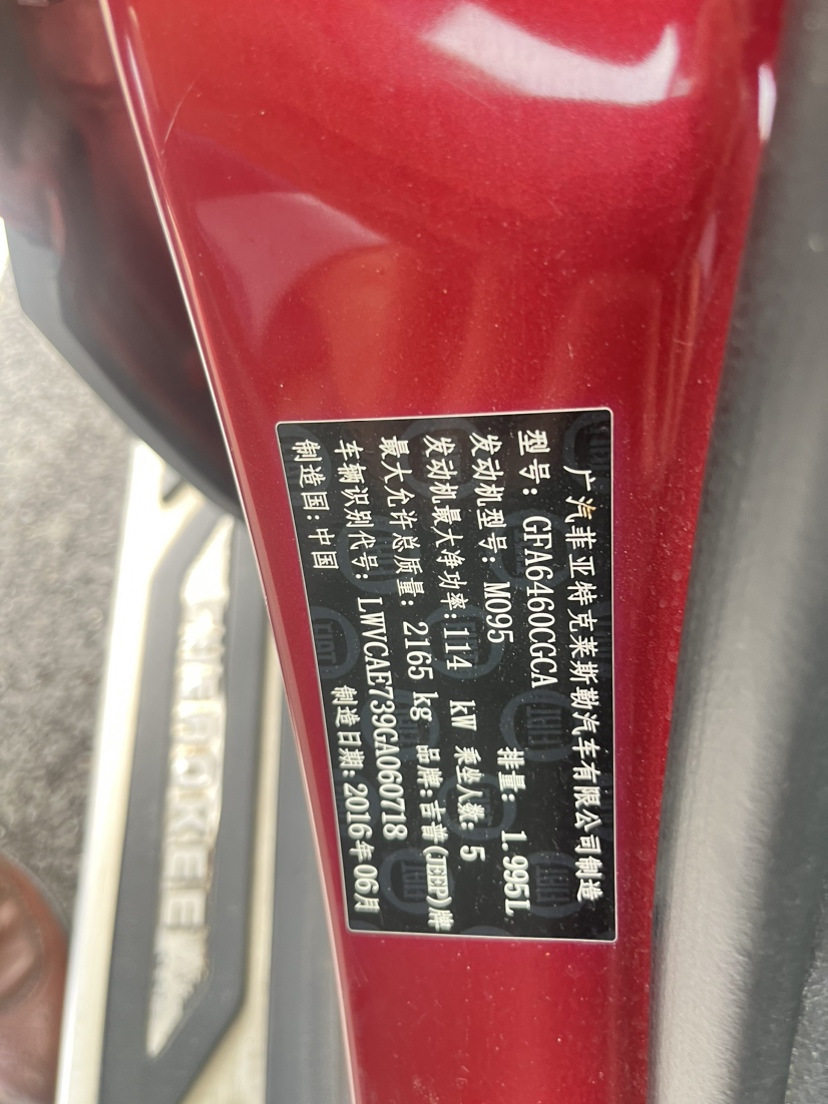 广汽菲亚特克莱斯勒汽车有限公司制造
型号: GFA6460CGCA 排量: 1.995L
发动机型号: M095
发动机最大净功率:114 kW 乘坐人数: 5
最大允许总质量: 2165 kg 品牌:吉普(JEEP)牌
车辆识别代号: LWVCAE739GA060718
制造国:中国 制造日期:2016年06月